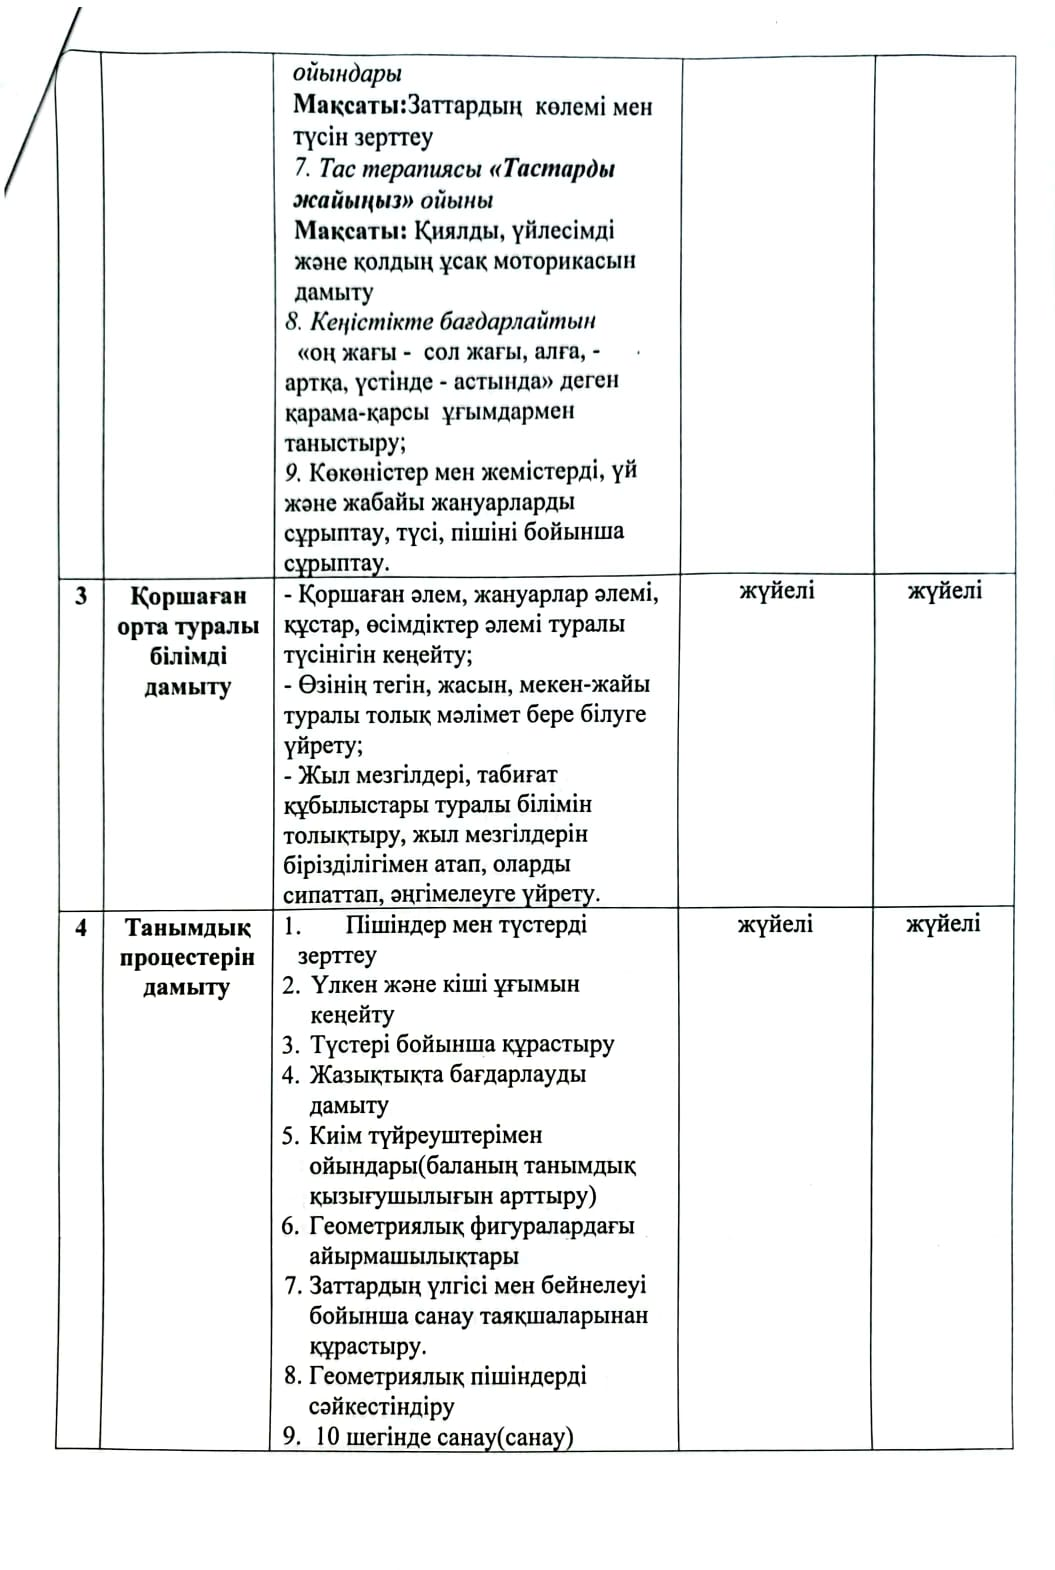 ойындары
Мақсаты:Заттардың көлемі мен
түсін зерттеу
7. Тас терапиясы «Тастарды
жайыңыз» ойыны
Мақсаты: Қиялды, үйлесімді
және қолдың ұсақ моторикасын
дамыту
8. Кеңістікте бағдарлайтын
«оң жағы - сол жағы, алға, -
артқа, үстінде - астында» деген
қарама-қарсы ұғымдармен
таныстыру;
9. Көкөністер мен жемістерді, үй
және жабайы жануарларды
сұрыптау, түсі, пішіні бойынша
сұрыптау.
3
Қоршаған
орта туралы
білімді
дамыту
- Қоршаған әлем, жануарлар әлемі,
құстар, өсімдіктер әлемі туралы
түсінігін кеңейту;
- Өзінің тегін, жасын, мекен-жайы
туралы толық мәлімет бере білуге
үйрету;
- Жыл мезгілдері, табиғат
құбылыстары туралы білімін
толықтыру, жыл мезгілдерін
бірізділігімен атап, оларды
сипаттап, әңгімелеуге үйрету.
жүйелі
жүйелі
4
Танымдық
процестерін
дамыту
1. Пішіндер мен түстерді
зерттеу
2. Үлкен және кіші ұғымын
кеңейту
3. Түстері бойынша құрастыру
4. Жазықтықта бағдарлауды
дамыту
5. Киім түйреуштерімен
ойындары(баланың танымдық
қызығушылығын арттыру)
6. Геометриялық фигуралардағы
айырмашылықтары
7. Заттардың үлгісі мен бейнелеуі
бойынша санау таяқшаларынан
құрастыру.
8. Геометриялық пішіндерді
сәйкестіндіру
9. 10 шегінде санау(санау)
жүйелі
жүйелі